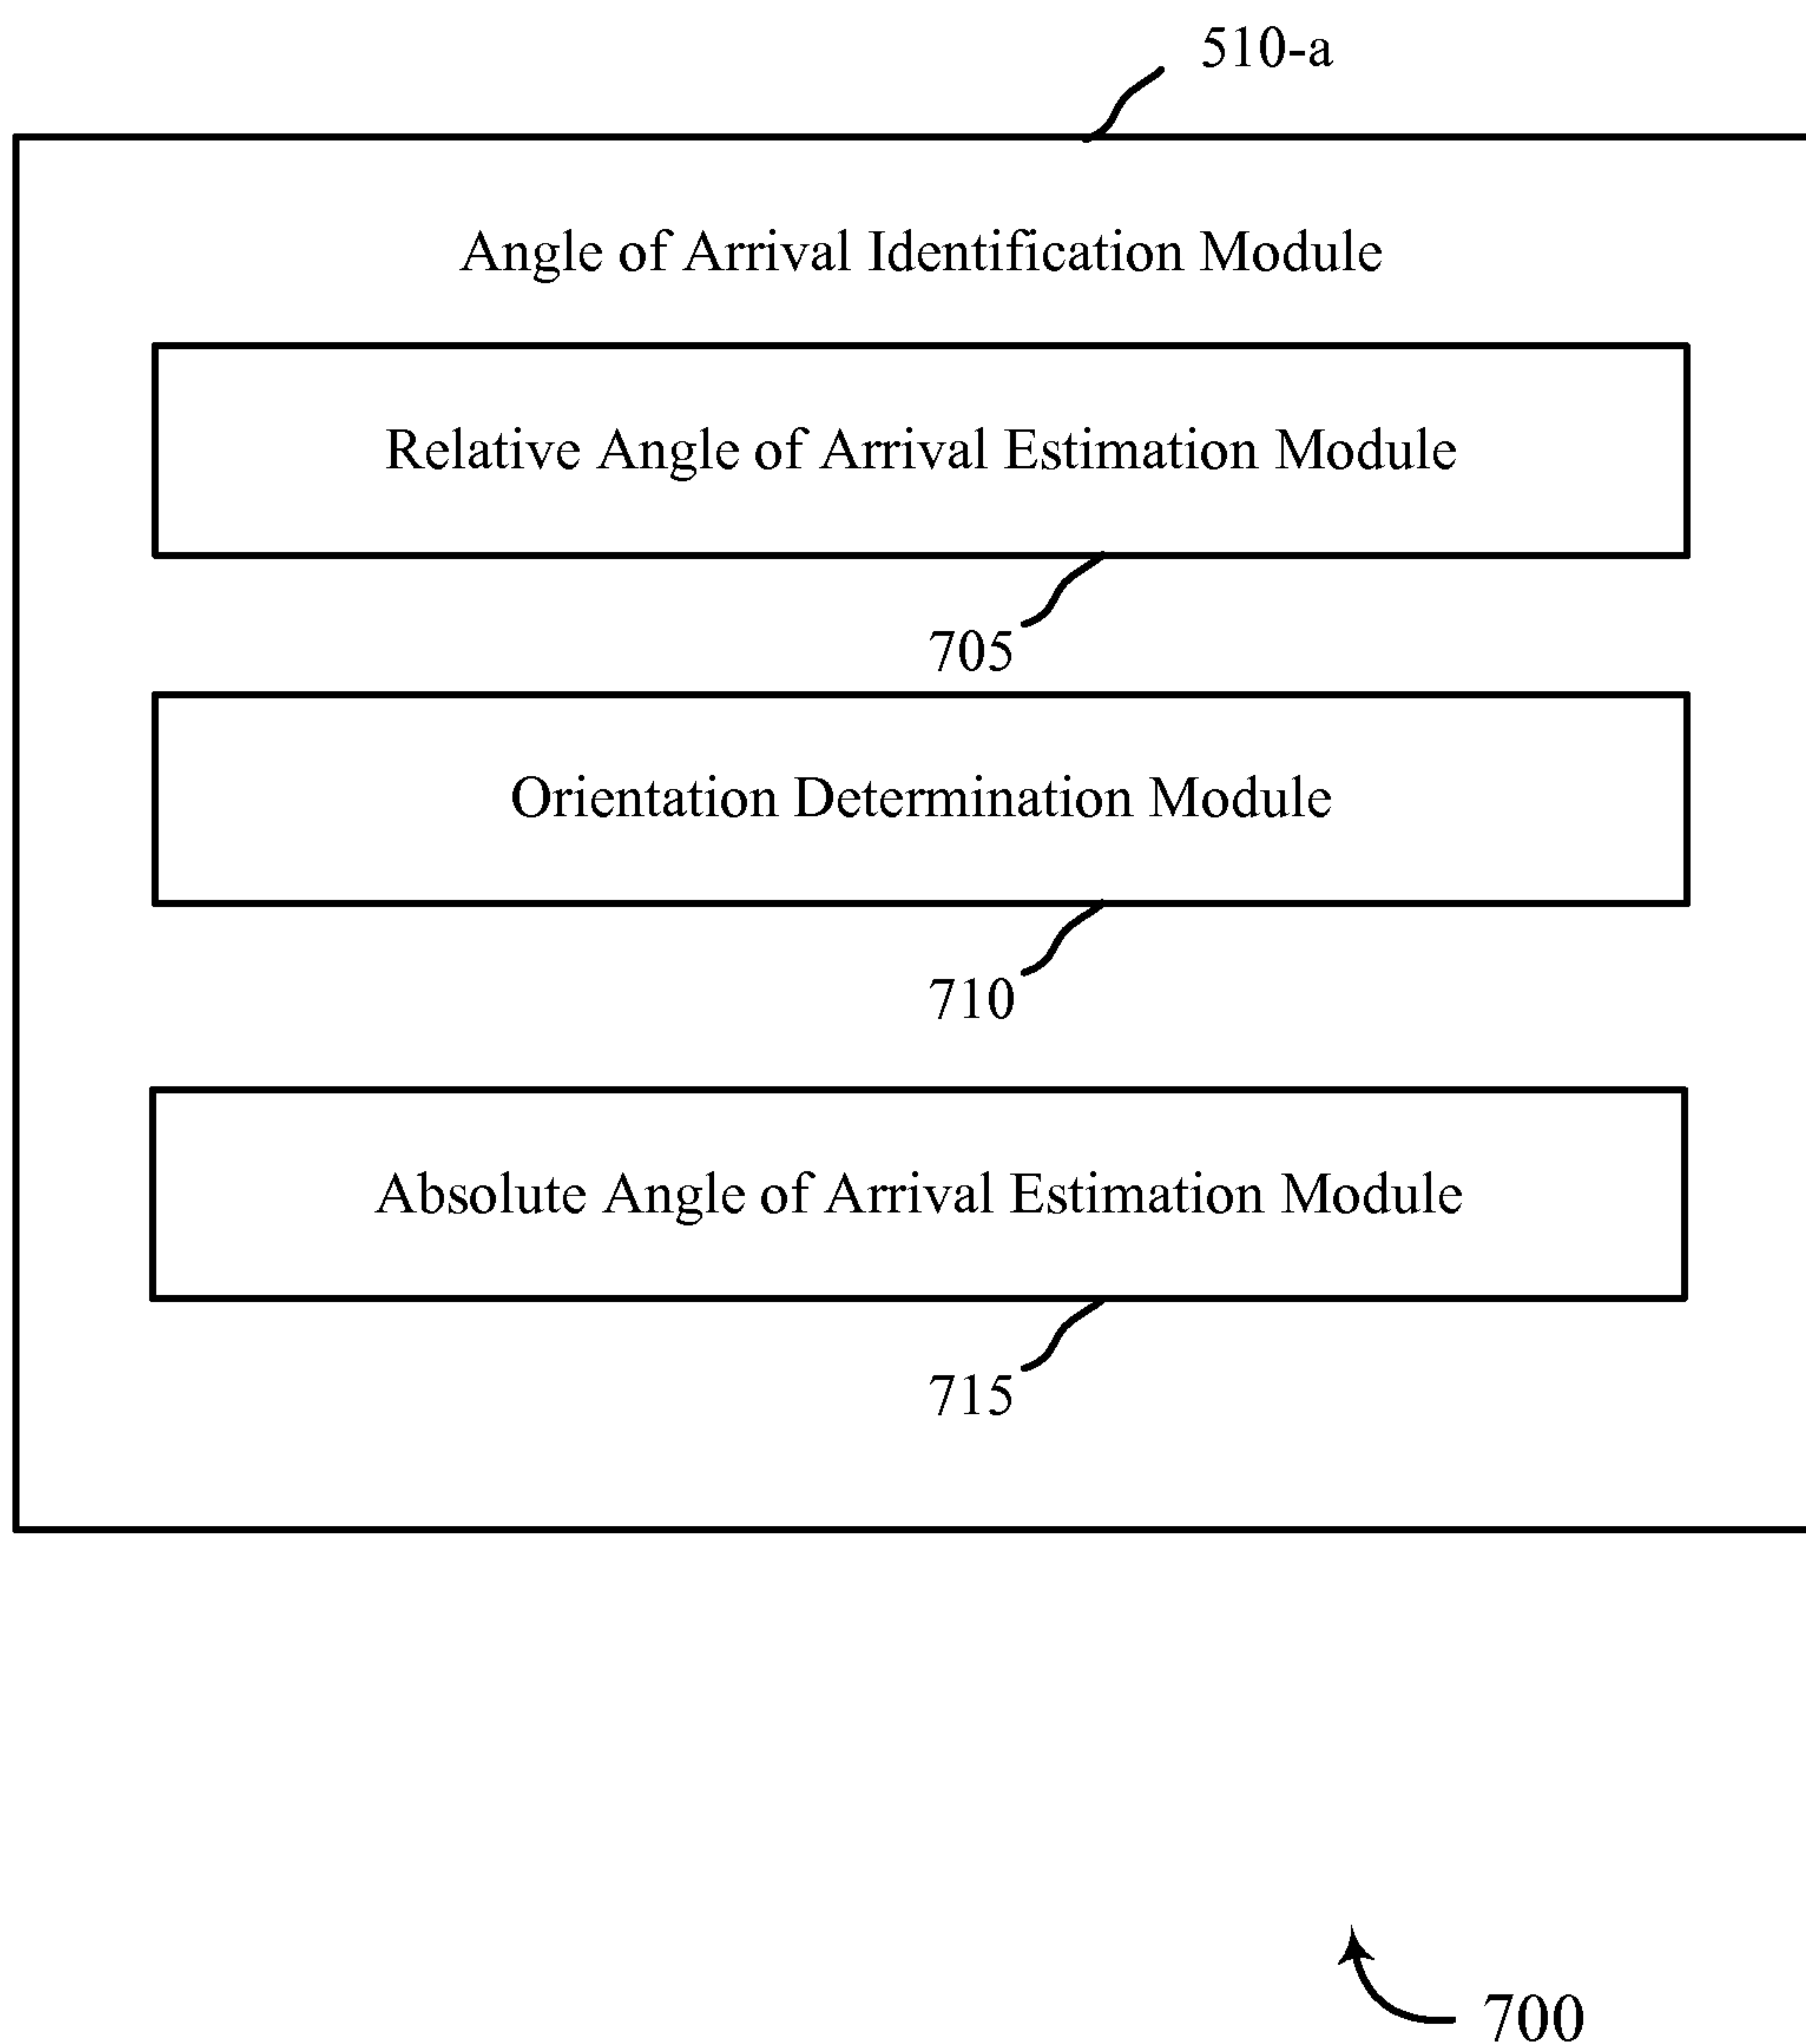 510-a
Angle of Arrival Identification Module
Relative Angle of Arrival Estimation Module
705
Orientation Determination Module
710
Absolute Angle of Arrival Estimation Module
715
700